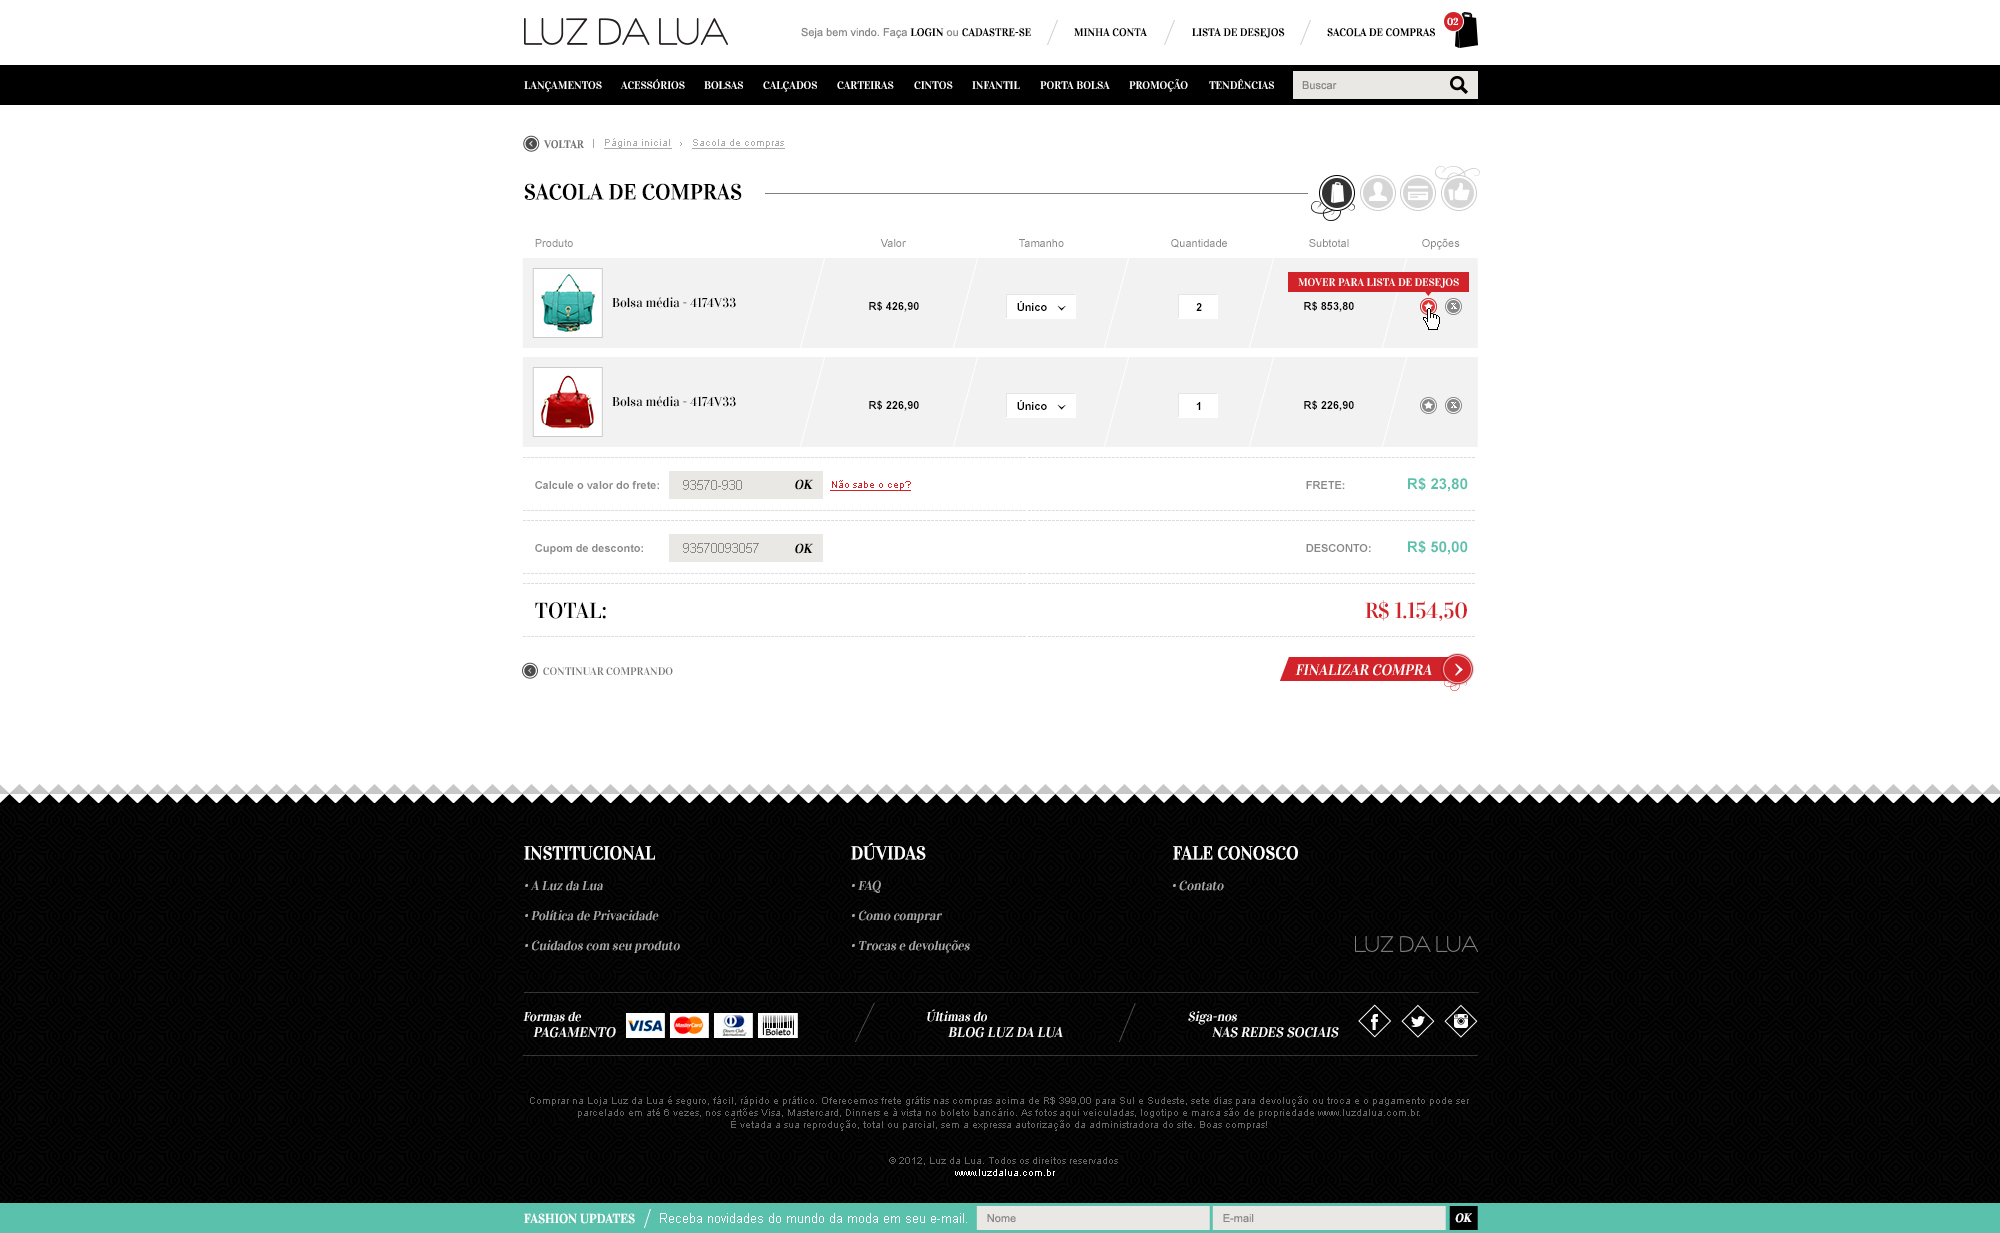 LUZ DA LUA
Seja bem vindo. Faça LOGIN ou CADASTRE-SE
MINHA CONTA
LISTA DE DESEJOS
SACOLA DE COMPRAS
02
LANÇAMENTOS ACESSÓRIOS BOLSAS CALÇADOS CARTEIRAS CINTOS INFANTIL PORTA BOLSA PROMOÇÃO TENDÊNCIAS
Buscar
VOLTAR | Página inicial › Sacola de compras
SACOLA DE COMPRAS
Produto Valor Tamanho Quantidade Subtotal Opções
MOVER PARA LISTA DE DESEJOS
Bolsa média - 4174V33 R$ 426,90 Único 2 R$ 853,80 X
Bolsa média - 4174V33 R$ 226,90 Único 1 R$ 226,90 X
Calcule o valor do frete: 93570-930 OK Não sabe o cep? FRETE: R$ 23,80
Cupom de desconto: 93570093057 OK DESCONTO: R$ 50,00
TOTAL: R$ 1.154,50
CONTINUAR COMPRANDO
FINALIZAR COMPRA
INSTITUCIONAL
• A Luz da Lua
• Política de Privacidade
• Cuidados com seu produto
DÚVIDAS
• FAQ
• Como comprar
• Trocas e devoluções
FALE CONOSCO
• Contato
LUZ DA LUA
Formas de
PAGAMENTO
VISA
MasterCard
Diners Club
International
Boleto
Últimas do
BLOG LUZ DA LUA
Siga-nos
NAS REDES SOCIAIS
Comprar na Loja Luz da Lua é seguro, fácil, rápido e prático. Oferecemos frete grátis nas compras acima de R$ 399,00 para Sul e Sudeste, sete dias para devolução ou troca e o pagamento pode ser
parcelado em até 6 vezes, nos cartões Visa, Mastercard, Dinners e à vista no boleto bancário. As fotos aqui veiculadas, logotipo e marca são de propriedade www.luzdalua.com.br.
É vetada a sua reprodução, total ou parcial, sem a expressa autorização da administradora do site. Boas compras!
© 2012, Luz da Lua. Todos os direitos reservados
www.luzdalua.com.br
FASHION UPDATES / Receba novidades do mundo da moda em seu e-mail. Nome E-mail OK